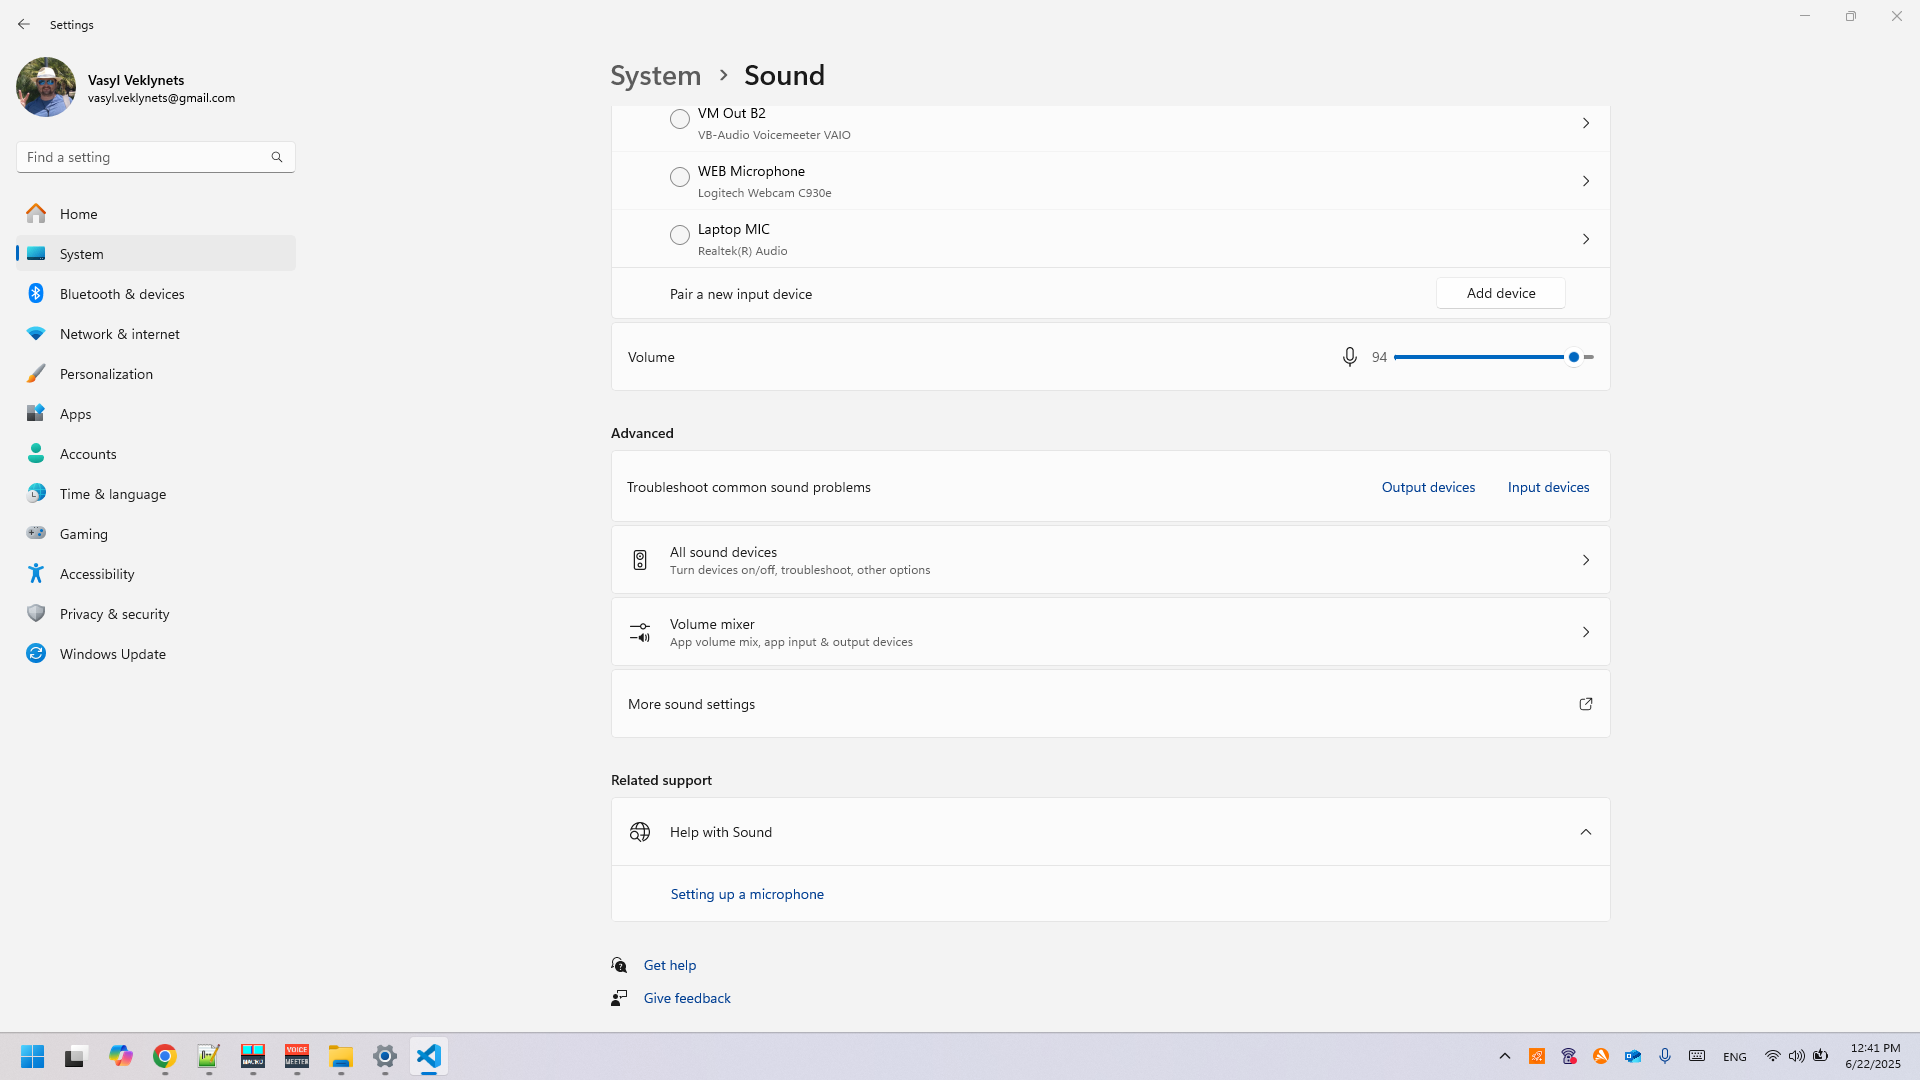 Settings
Vasyl Veklynets
vasyl.veklynets@gmail.com
Find a setting
Home
System
Bluetooth & devices
Network & internet
Personalization
Apps
Accounts
Time & language
Gaming
Accessibility
Privacy & security
Windows Update
System > Sound
VM Out B2
VB-Audio Voicemeeter VAIO
WEB Microphone
Logitech Webcam C930e
Laptop MIC
Realtek(R) Audio
Pair a new input device
Add device
Volume
94
Advanced
Troubleshoot common sound problems
Output devices
Input devices
All sound devices
Turn devices on/off, troubleshoot, other options
Volume mixer
App volume mix, app input & output devices
More sound settings
Related support
Help with Sound
Setting up a microphone
Get help
Give feedback
MACRO
VOICE
MEETER
ENG
12:41 PM
6/22/2025